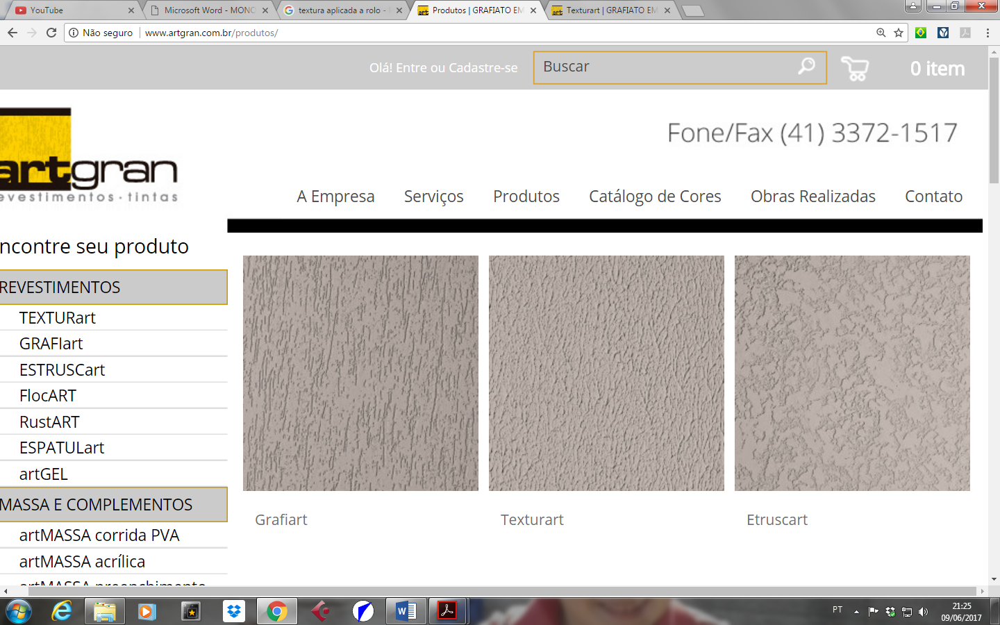 YouTube
Microsoft Word - MONO
textura aplicada a rolo -
Produtos | GRAFIATO EM
Texturart | GRAFIATO EM
Não seguro
www.artgran.com.br/produtos/
Olá! Entre ou Cadastre-se
Buscar
0 item
artgran
evestimentos · tintas
Fone/Fax (41) 3372-1517
A Empresa
Serviços
Produtos
Catálogo de Cores
Obras Realizadas
Contato
ncontre seu produto
REVESTIMENTOS
TEXTURart
GRAFIart
ESTRUSCart
FlocART
RustART
ESPATULart
artGEL
MASSA E COMPLEMENTOS
artMASSA corrida PVA
artMASSA acrílica
artMASSA preenchimento
Grafiart
Texturart
Etruscart
PT
21:25
09/06/2017